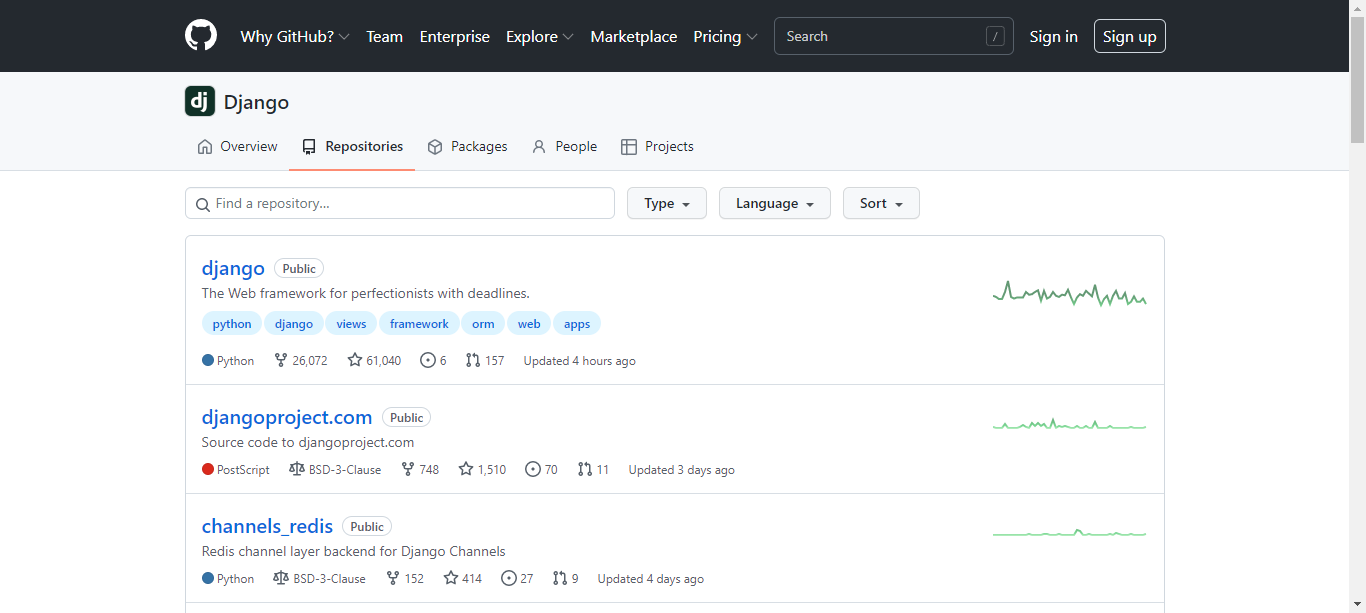 Why GitHub? Team Enterprise Explore Marketplace Pricing Search / Sign in Sign up
dj Django
Overview Repositories Packages People Projects
Find a repository... Type Language Sort
django Public
The Web framework for perfectionists with deadlines.
python django views framework orm web apps
Python 26,072 61,040 6 157 Updated 4 hours ago
djangoproject.com Public
Source code to djangoproject.com
PostScript BSD-3-Clause 748 1,510 70 11 Updated 3 days ago
channels_redis Public
Redis channel layer backend for Django Channels
Python BSD-3-Clause 152 414 27 9 Updated 4 days ago